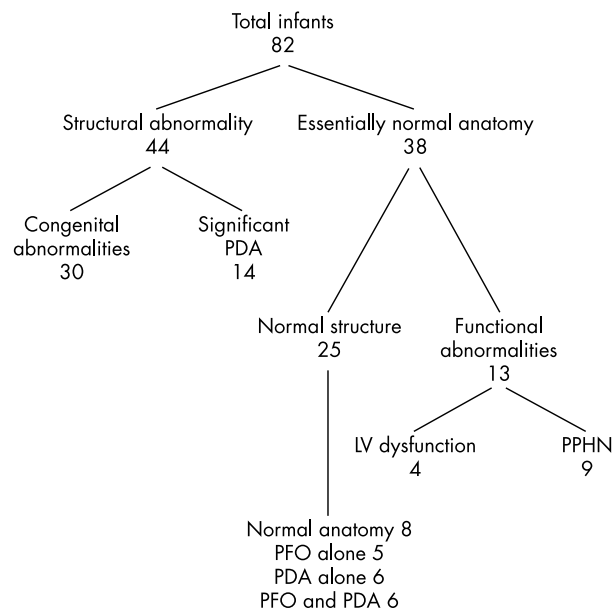 Total infants
82
Structural abnormality
44
Essentially normal anatomy
38
Congenital
abnormalities
30
Significant
PDA
14
Normal structure
25
Functional
abnormalities
13
LV dysfunction
4
PPHN
9
Normal anatomy 8
PFO alone 5
PDA alone 6
PFO and PDA 6